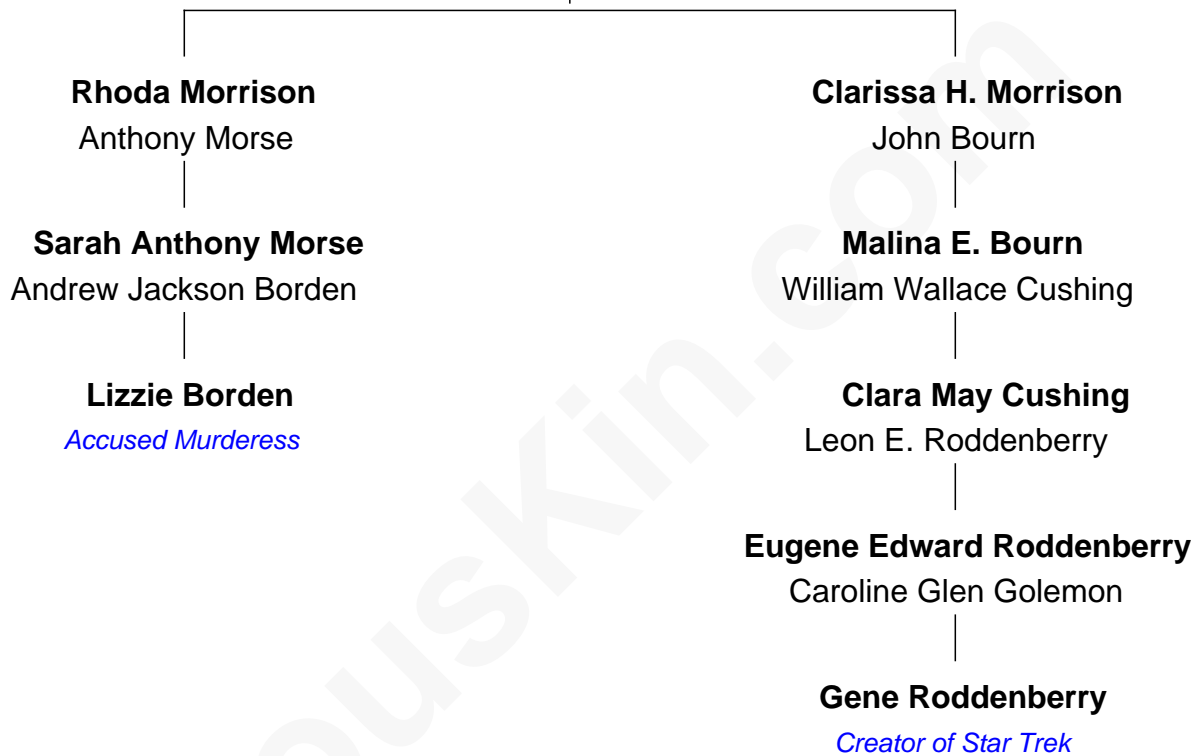 Rhoda Morrison
Anthony Morse
Sarah Anthony Morse
Andrew Jackson Borden
Lizzie Borden
Accused Murderess
Clarissa H. Morrison
John Bourn
Malina E. Bourn
William Wallace Cushing
Clara May Cushing
Leon E. Roddenberry
Eugene Edward Roddenberry
Caroline Glen Golemon
Gene Roddenberry
Creator of Star Trek
ousKin.com